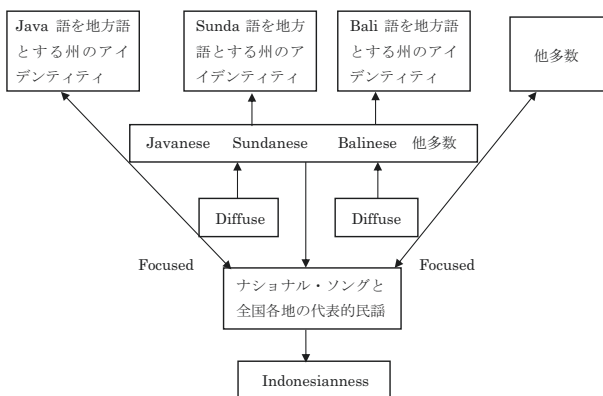 Java 語を地方語
とする州のアイ
デンティティ
Sunda 語を地方
語とする州のア
イデンティティ
Bali 語を地方語
とする州のアイ
デンティティ
他多数
Javanese Sundanese Balinese 他多数
Diffuse
Diffuse
Focused
Focused
ナショナル・ソングと
全国各地の代表的民謡
Indonesianness